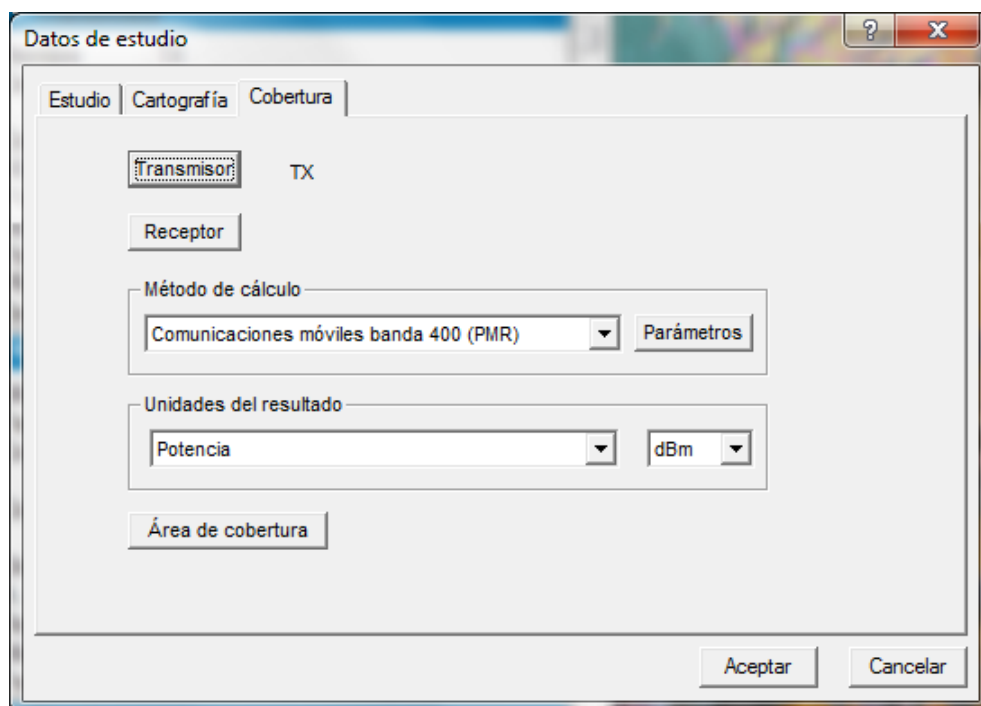 Datos de estudio
?
Estudio Cartografía Cobertura
Transmisor TX
Receptor
Método de cálculo
Comunicaciones móviles banda 400 (PMR) Parámetros
Unidades del resultado
Potencia dBm
Área de cobertura
Aceptar Cancelar